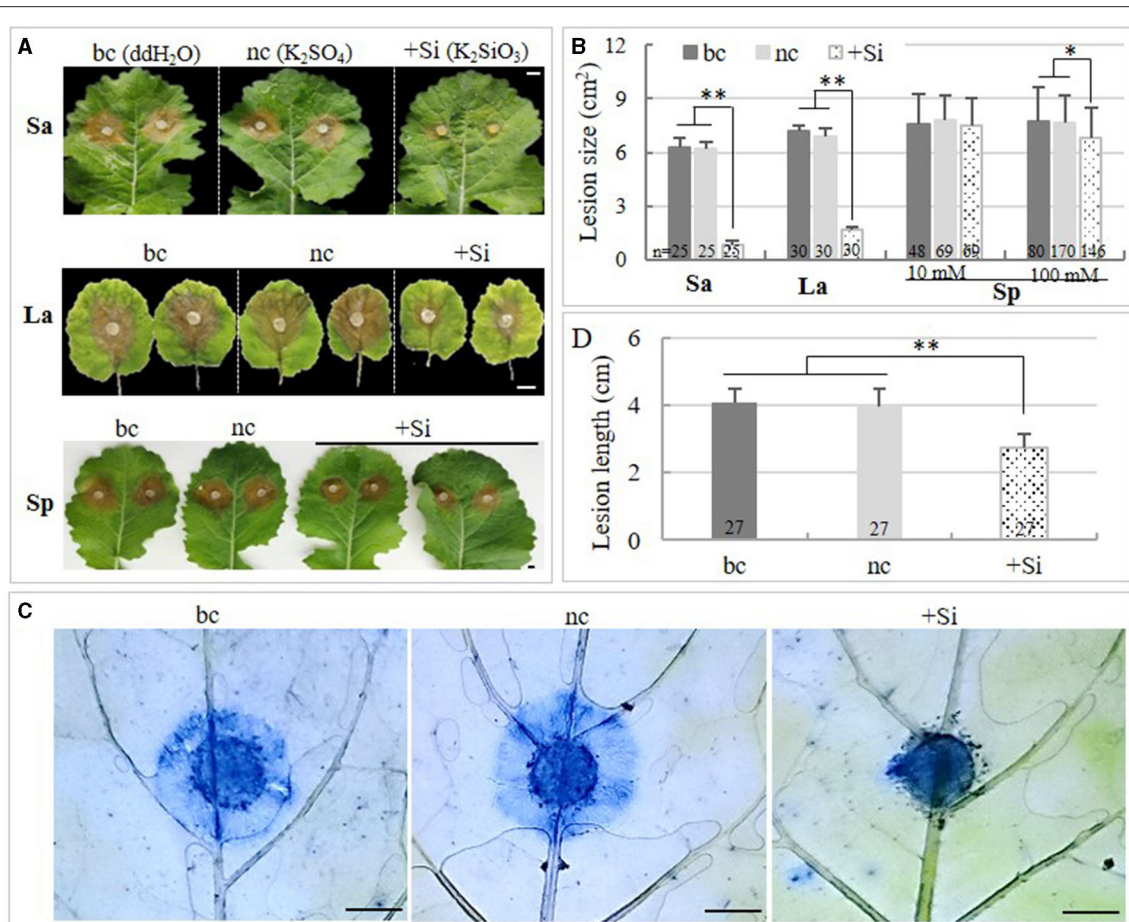 A
bc (ddH₂O) nc (K₂SO₄) +Si (K₂SiO₃)
Sa
bc nc +Si
La
bc nc +Si
Sp
B
bc nc +Si
Lesion size (cm²)
12
9
6
3
0
** ** *
n=25 25 25 30 30 30 48 69 69 80 170 146
10 mM 100 mM
Sa La Sp
D
Lesion length (cm)
6
4
2
0
**
27 27 27
bc nc +Si
C
bc nc +Si